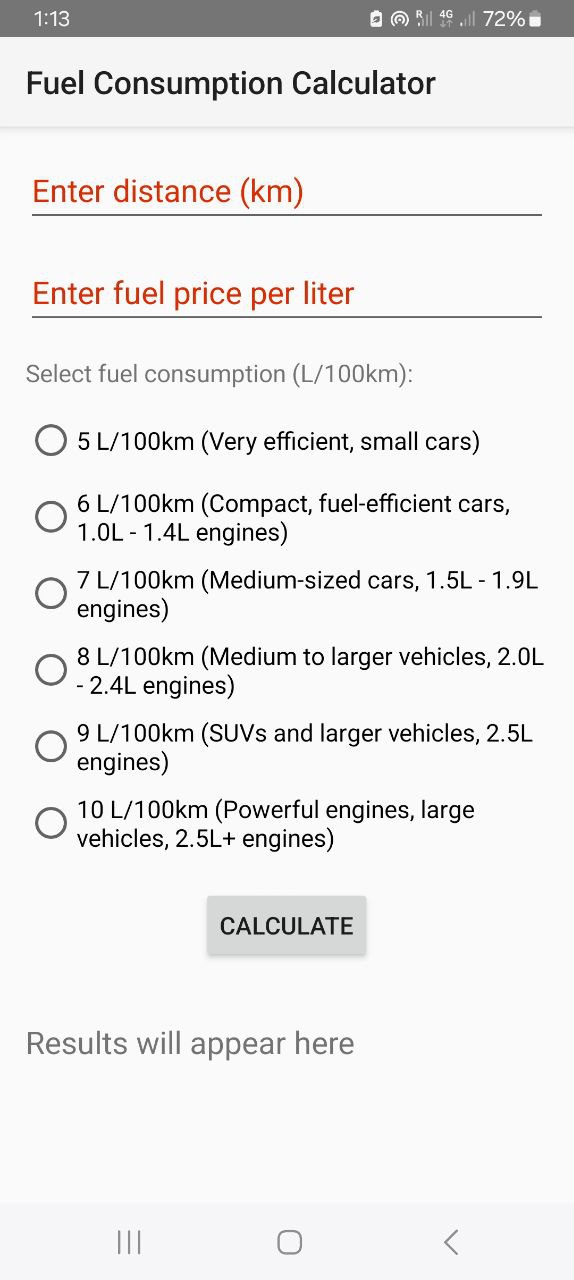 1:13
R 4G 72%
Fuel Consumption Calculator
Enter distance (km)
Enter fuel price per liter
Select fuel consumption (L/100km):
5 L/100km (Very efficient, small cars)
6 L/100km (Compact, fuel-efficient cars,
1.0L - 1.4L engines)
7 L/100km (Medium-sized cars, 1.5L - 1.9L
engines)
8 L/100km (Medium to larger vehicles, 2.0L
- 2.4L engines)
9 L/100km (SUVs and larger vehicles, 2.5L
engines)
10 L/100km (Powerful engines, large
vehicles, 2.5L+ engines)
CALCULATE
Results will appear here